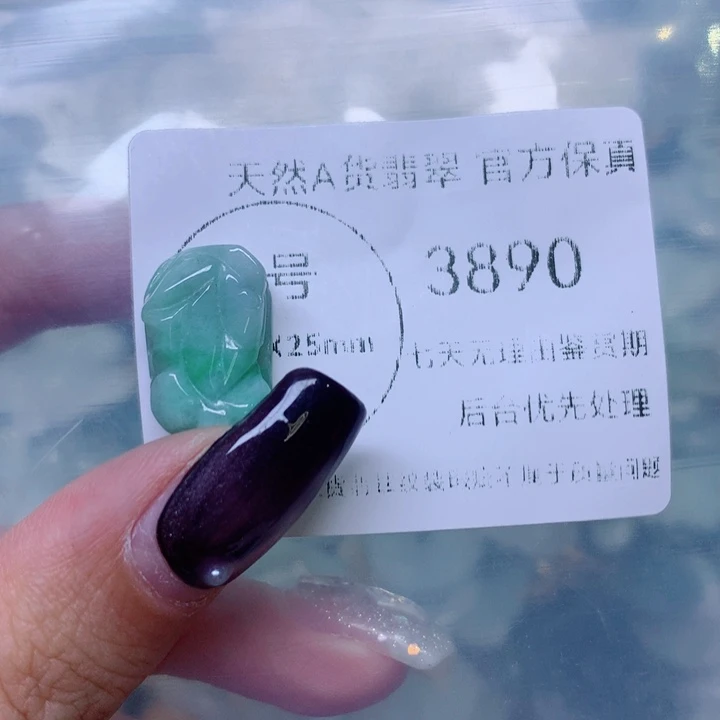 天然A货翡翠 官方保真
号
3890
25mm
七天无理由鉴赏期
后台优先处理